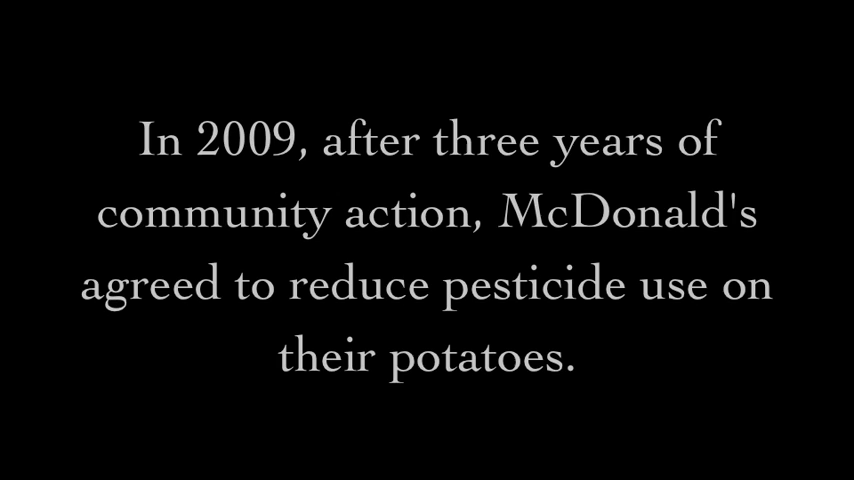 In 2009, after three years of
community action, McDonald's
agreed to reduce pesticide use on
their potatoes.